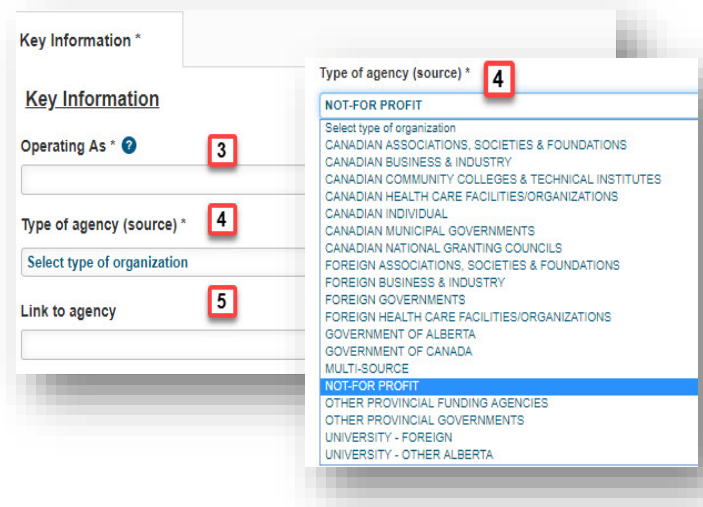 Key Information *
Key Information
Operating As * ?
3
Type of agency (source) *
4
Select type of organization
Link to agency
5
Type of agency (source) *
4
NOT-FOR PROFIT
Select type of organization
CANADIAN ASSOCIATIONS, SOCIETIES & FOUNDATIONS
CANADIAN BUSINESS & INDUSTRY
CANADIAN COMMUNITY COLLEGES & TECHNICAL INSTITUTES
CANADIAN HEALTH CARE FACILITIES/ORGANIZATIONS
CANADIAN INDIVIDUAL
CANADIAN MUNICIPAL GOVERNMENTS
CANADIAN NATIONAL GRANTING COUNCILS
FOREIGN ASSOCIATIONS, SOCIETIES & FOUNDATIONS
FOREIGN BUSINESS & INDUSTRY
FOREIGN GOVERNMENTS
FOREIGN HEALTH CARE FACILITIES/ORGANIZATIONS
GOVERNMENT OF ALBERTA
GOVERNMENT OF CANADA
MULTI-SOURCE
NOT-FOR PROFIT
OTHER PROVINCIAL FUNDING AGENCIES
OTHER PROVINCIAL GOVERNMENTS
UNIVERSITY - FOREIGN
UNIVERSITY - OTHER ALBERTA